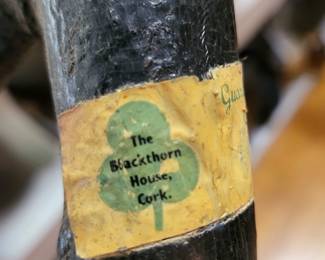 The
Blackthorn
House,
Cork.